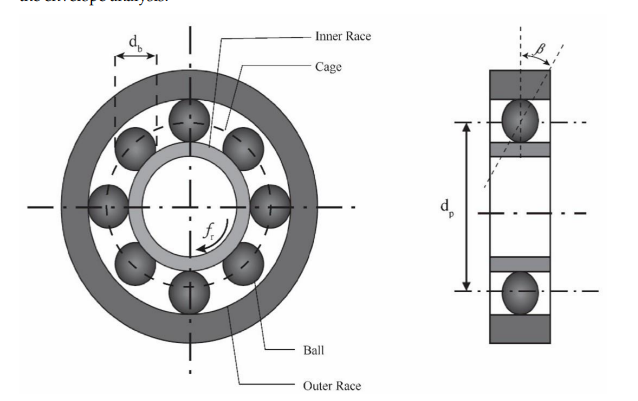 the envelope analysis.
d_b
Inner Race
Cage
β
d_p
f_r
Ball
Outer Race